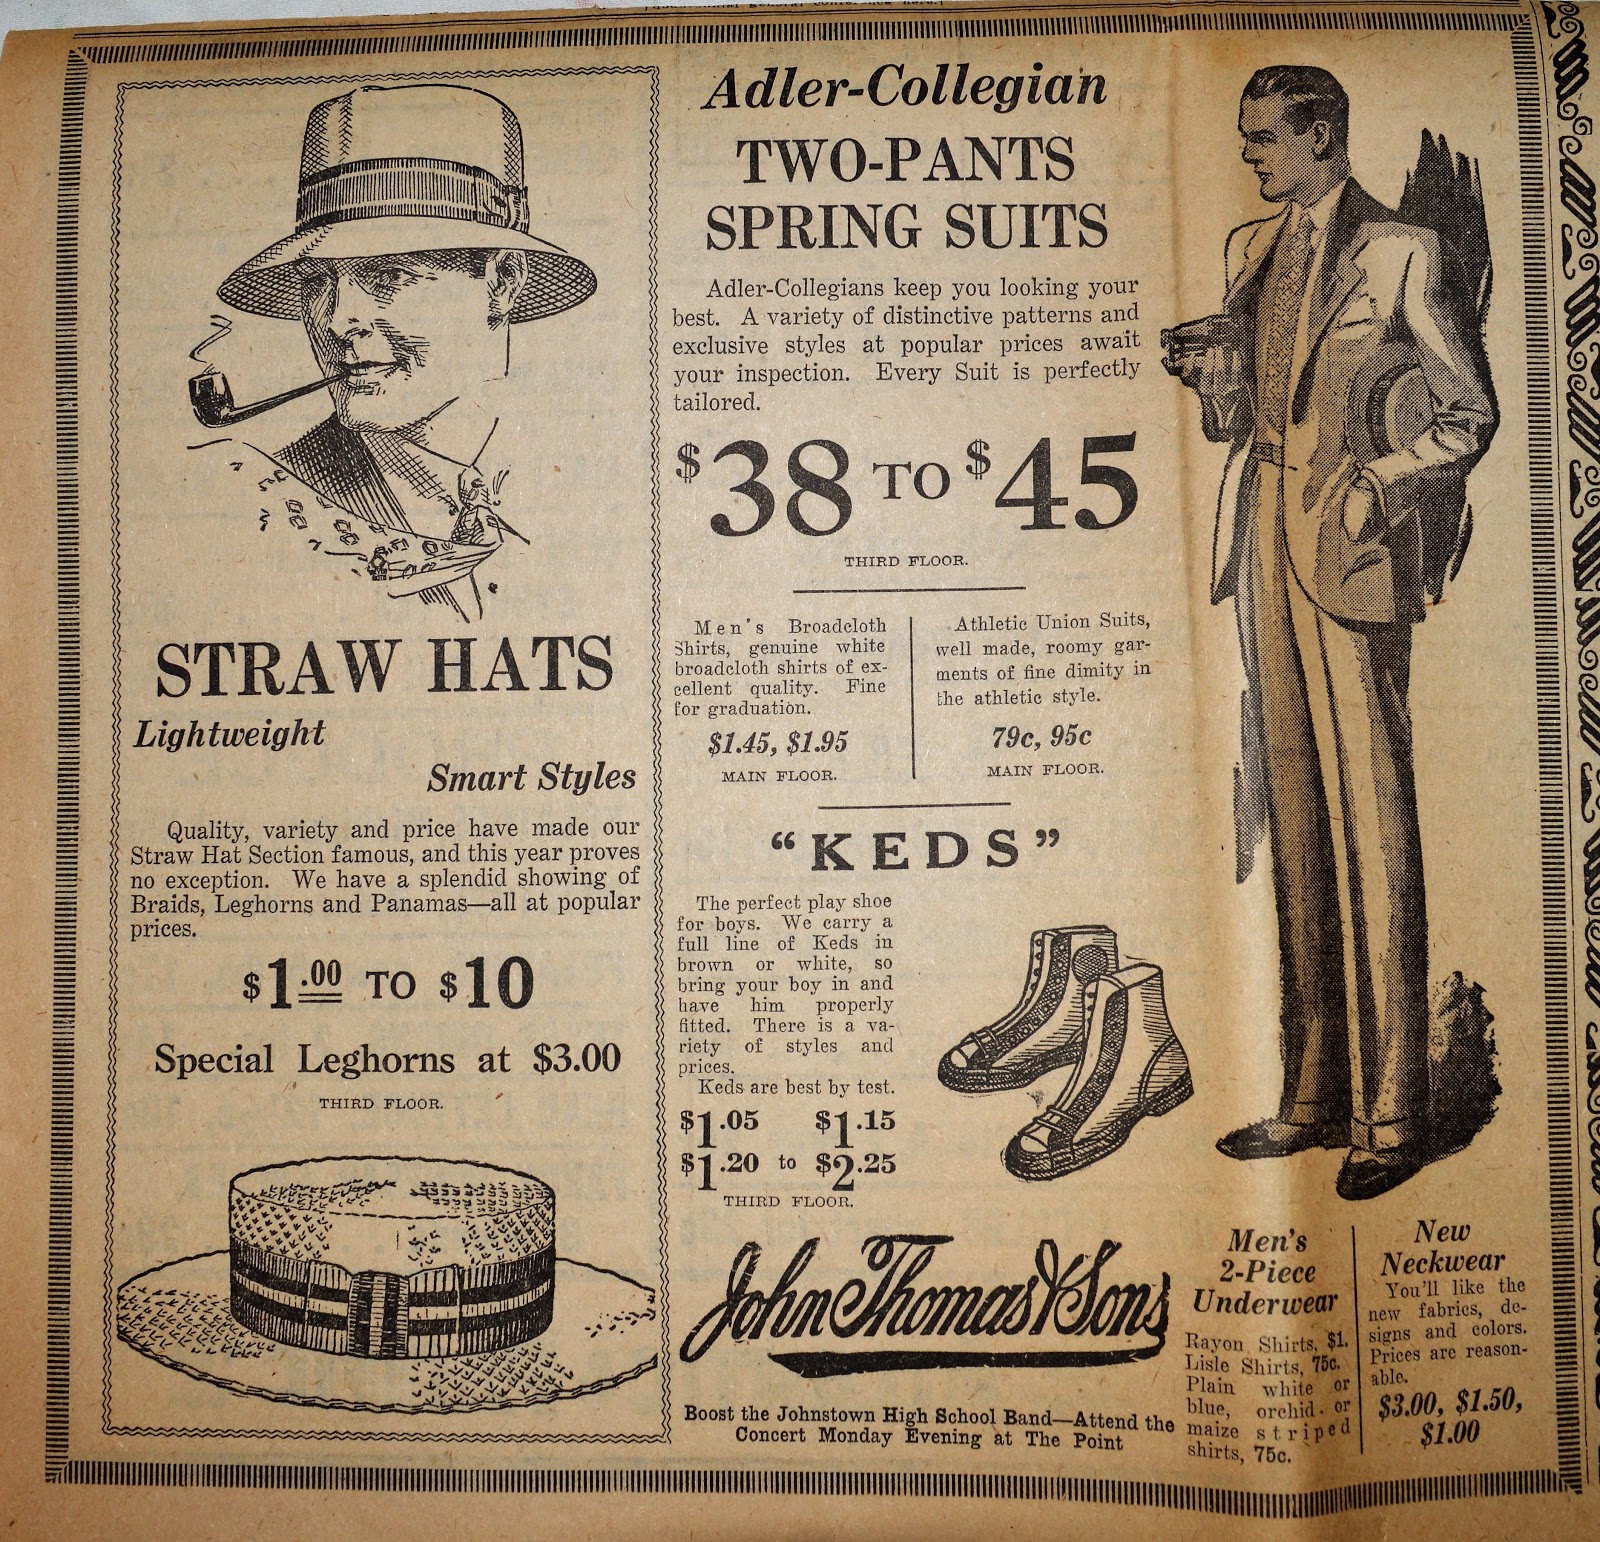 STRAW HATS
Lightweight
Smart Styles
Quality, variety and price have made our
Straw Hat Section famous, and this year proves
no exception. We have a splendid showing of
Braids, Leghorns and Panamas—all at popular
prices.
$1.00 TO $10
Special Leghorns at $3.00
THIRD FLOOR.
Adler-Collegian
TWO-PANTS
SPRING SUITS
Adler-Collegians keep you looking your
best. A variety of distinctive patterns and
exclusive styles at popular prices await
your inspection. Every Suit is perfectly
tailored.
$38 TO $45
THIRD FLOOR.
Men's Broadcloth
Shirts, genuine white
broadcloth shirts of ex-
cellent quality. Fine
for graduation.
$1.45, $1.95
MAIN FLOOR.
Athletic Union Suits,
well made, roomy gar-
ments of fine dimity in
the athletic style.
79c, 95c
MAIN FLOOR.
"KEDS"
The perfect play shoe
for boys. We carry a
full line of Keds in
brown or white, so
bring your boy in and
have him properly
fitted. There is a va-
riety of styles and
prices.
Keds are best by test.
$1.05 $1.15
$1.20 to $2.25
THIRD FLOOR.
John Thomas & Sons
Boost the Johnstown High School Band—Attend the
Concert Monday Evening at The Point
Men's
2-Piece
Underwear
Rayon Shirts, $1.
Lisle Shirts, 75c.
Plain white or
blue, orchid or
maize striped
shirts, 75c.
New
Neckwear
You'll like the
new fabrics, de-
signs and colors.
Prices are reason-
able.
$3.00, $1.50,
$1.00